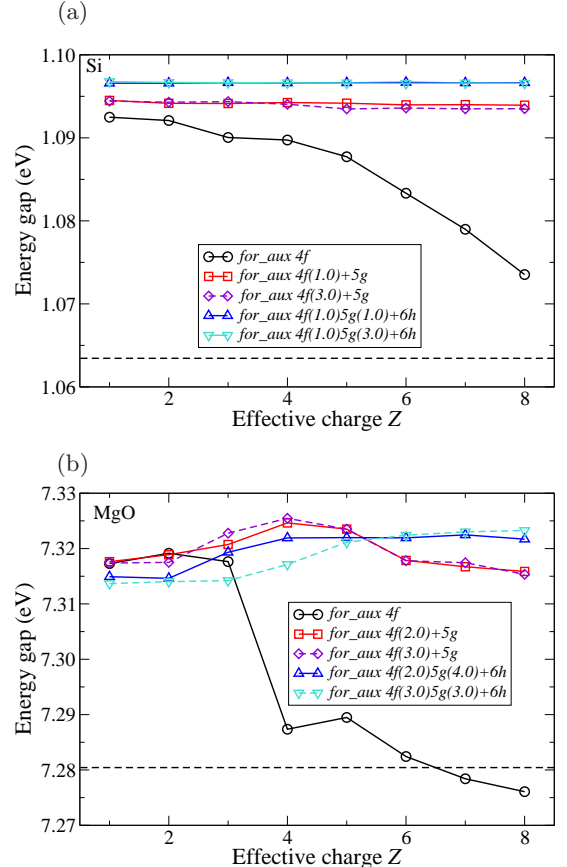 (a)
1.10
Si
1.09
1.08
1.07
1.06
Energy gap (eV)
for_aux 4f
for_aux 4f(1.0)+5g
for_aux 4f(3.0)+5g
for_aux 4f(1.0)5g(1.0)+6h
for_aux 4f(1.0)5g(3.0)+6h
2 4 6 8
Effective charge Z
(b)
7.33
MgO
7.32
7.31
7.30
7.29
7.28
7.27
Energy gap (eV)
for_aux 4f
for_aux 4f(2.0)+5g
for_aux 4f(3.0)+5g
for_aux 4f(2.0)5g(4.0)+6h
for_aux 4f(3.0)5g(3.0)+6h
2 4 6 8
Effective charge Z